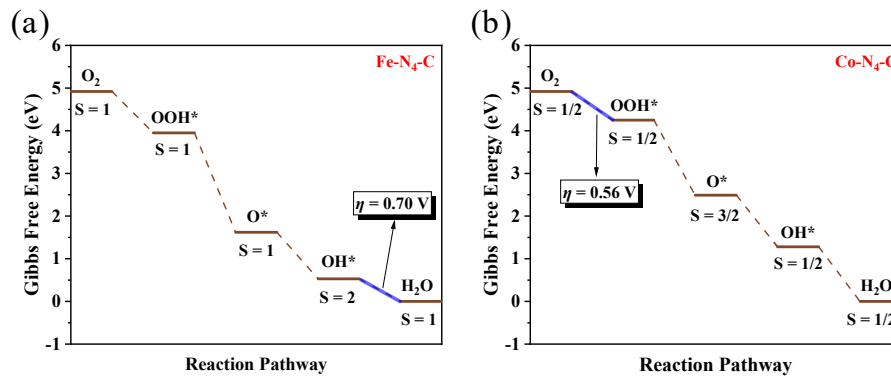 (a)
Fe-N₄-C
6
5
4
3
2
1
0
-1
Gibbs Free Energy (eV)
O₂
S = 1
OOH*
S = 1
O*
S = 1
OH*
S = 2
η = 0.70 V
H₂O
S = 1
Reaction Pathway
(b)
Co-N₄-C
6
5
4
3
2
1
0
-1
Gibbs Free Energy (eV)
O₂
S = 1/2
OOH*
S = 1/2
η = 0.56 V
O*
S = 3/2
OH*
S = 1/2
H₂O
S = 1/2
Reaction Pathway